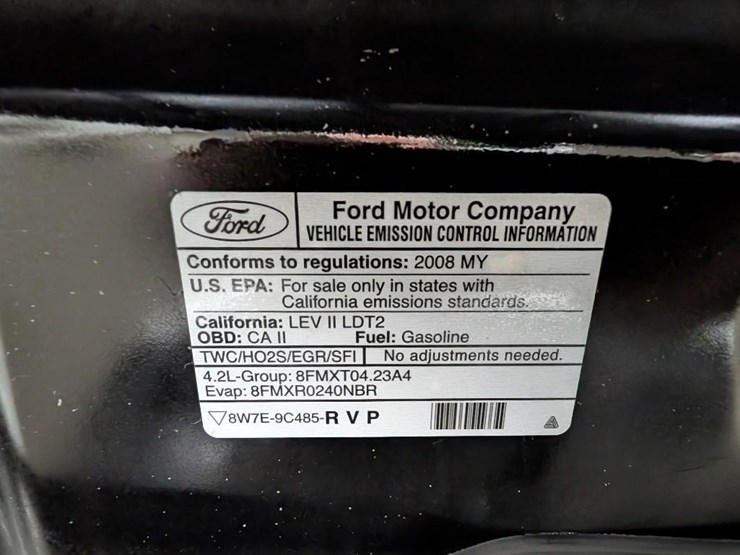 Ford
Ford Motor Company
VEHICLE EMISSION CONTROL INFORMATION
Conforms to regulations: 2008 MY
U.S. EPA: For sale only in states with
California emissions standards.
California: LEV II LDT2
OBD: CA II Fuel: Gasoline
TWC/HO2S/EGR/SFI No adjustments needed.
4.2L-Group: 8FMXT04.23A4
Evap: 8FMXR0240NBR
8W7E-9C485-R V P